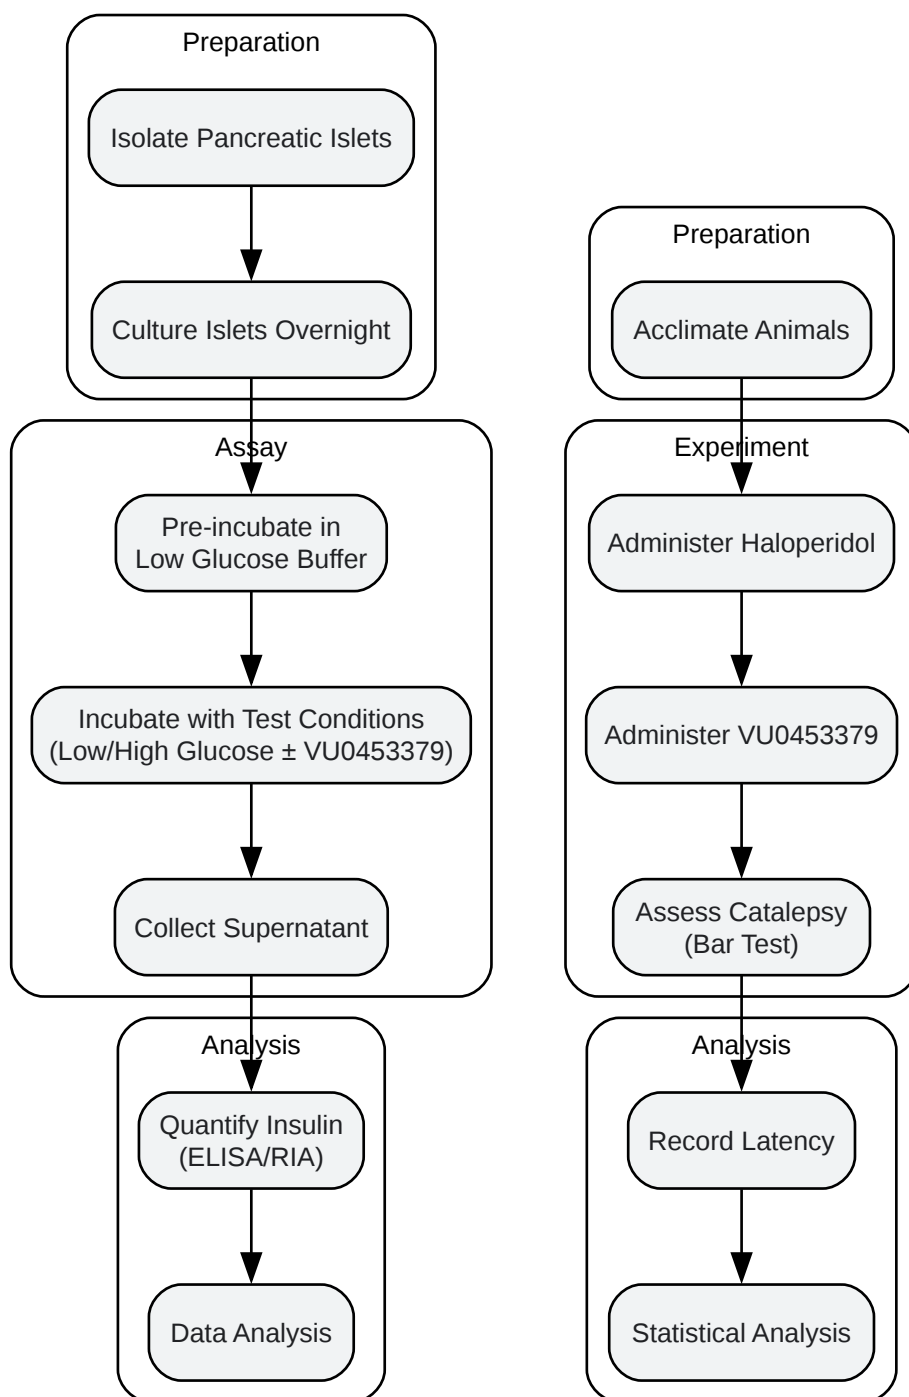 Preparation
Isolate Pancreatic Islets
Culture Islets Overnight
Assay
Pre-incubate in
Low Glucose Buffer
Incubate with Test Conditions
(Low/High Glucose ± VU0453379)
Collect Supernatant
Analysis
Quantify Insulin
(ELISA/RIA)
Data Analysis
Preparation
Acclimate Animals
Experiment
Administer Haloperidol
Administer VU0453379
Assess Catalepsy
(Bar Test)
Analysis
Record Latency
Statistical Analysis